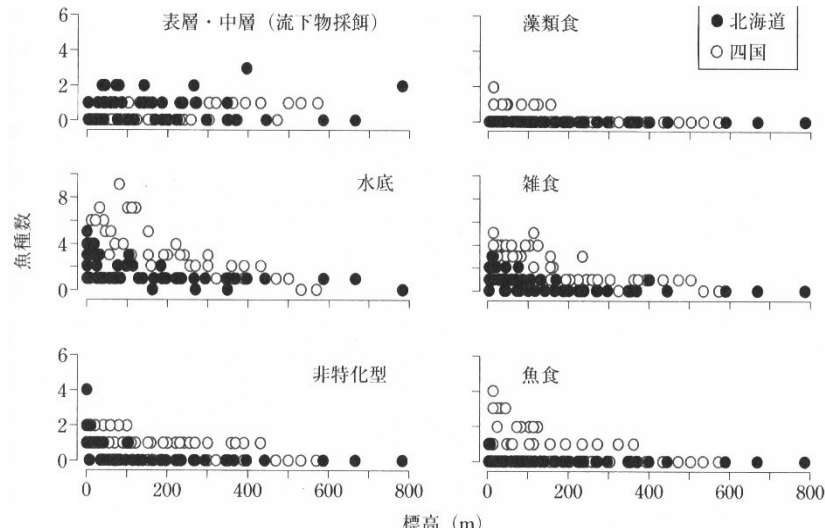 表層・中層（流下物採餌）
6
4
2
0
藻類食
● 北海道
○ 四国
魚種数
水底
8
4
0
雑食
非特化型
6
4
2
0
魚食
0 200 400 600 800
0 200 400 600 800
標高（m）